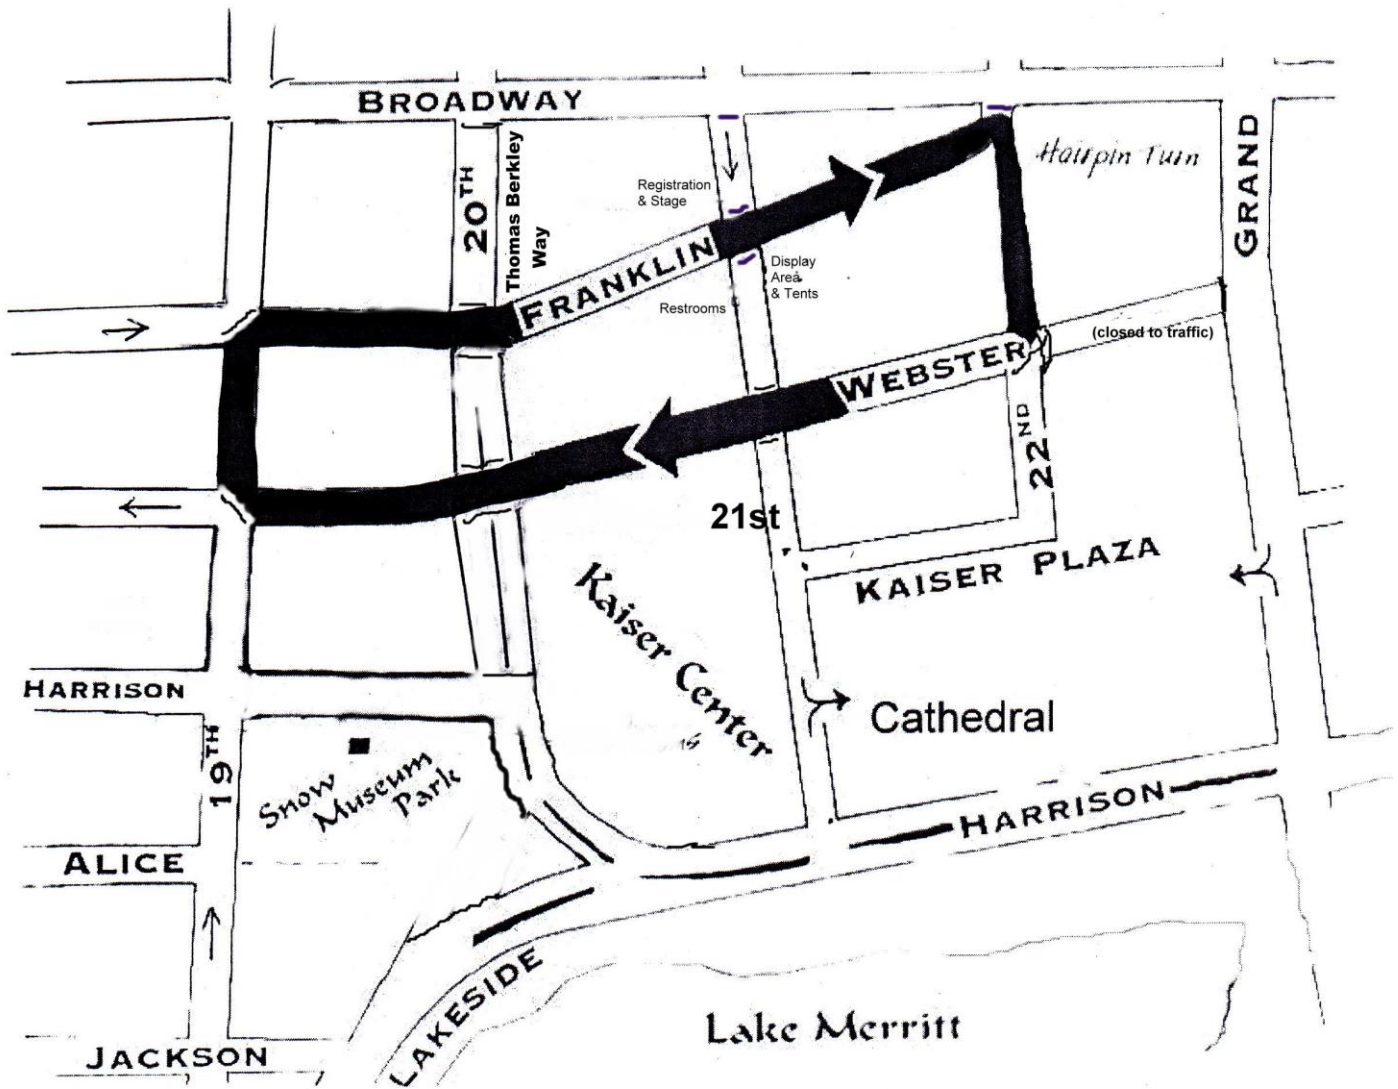 BROADWAY
20TH
Thomas Berkley
Way
Registration
& Stage
Hairpin Turn
GRAND
FRANKLIN
Display
Area
& Tents
Restrooms
(closed to traffic)
WEBSTER
22ND
21st
KAISER PLAZA
Kaiser
Center
HARRISON
19TH
Snow
Museum
Park
Cathedral
HARRISON
ALICE
LAKESIDE
Lake Merritt
JACKSON